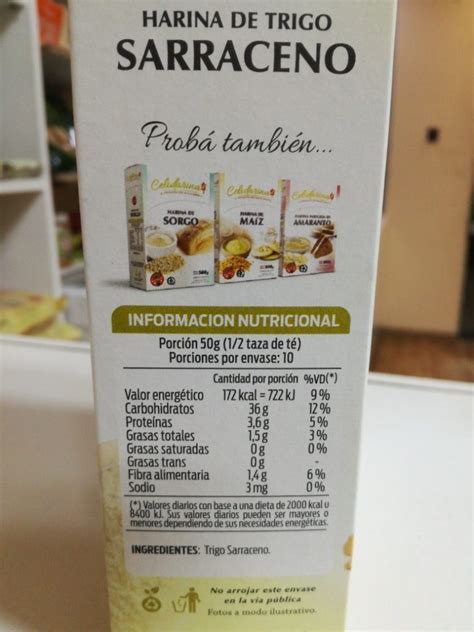 HARINA DE TRIGO
SARRACENO
Probá también...
Celidarina
HARINA DE
SORGO
Celidarina
HARINA DE
MAÍZ
AMARANTO
INFORMACION NUTRICIONAL
Porción 50g (1/2 taza de té)
Porciones por envase: 10
Cantidad por porción %VD(*)
Valor energético 172 kcal = 722 kJ 9 %
Carbohidratos 36 g 12 %
Proteínas 3,6 g 5 %
Grasas totales 1,5 g 3 %
Grasas saturadas 0 g 0 %
Grasas trans 0 g -
Fibra alimentaria 1,4 g 6 %
Sodio 3 mg 0 %
(*) Valores diarios con base a una dieta de 2000 kcal u
8400 kJ. Sus valores diarios pueden ser mayores o
menores dependiendo de sus necesidades energéticas.
INGREDIENTES: Trigo Sarraceno.
No arrojar este envase
en la vía pública
Fotos a modo ilustrativo.